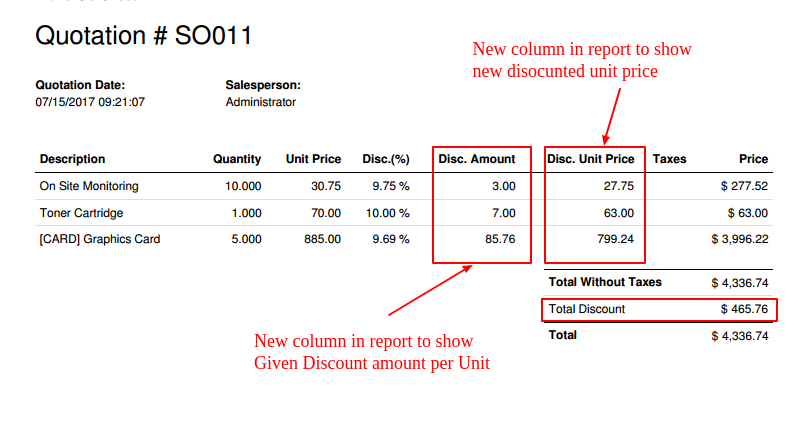 Quotation # SO011
New column in report to show
new disocunted unit price
Quotation Date: Salesperson:
07/15/2017 09:21:07 Administrator
Description Quantity Unit Price Disc.(%) Disc. Amount Disc. Unit Price Taxes Price
On Site Monitoring 10.000 30.75 9.75 % 3.00 27.75 $ 277.52
Toner Cartridge 1.000 70.00 10.00 % 7.00 63.00 $ 63.00
[CARD] Graphics Card 5.000 885.00 9.69 % 85.76 799.24 $ 3,996.22
Total Without Taxes $ 4,336.74
Total Discount $ 465.76
Total $ 4,336.74
New column in report to show
Given Discount amount per Unit